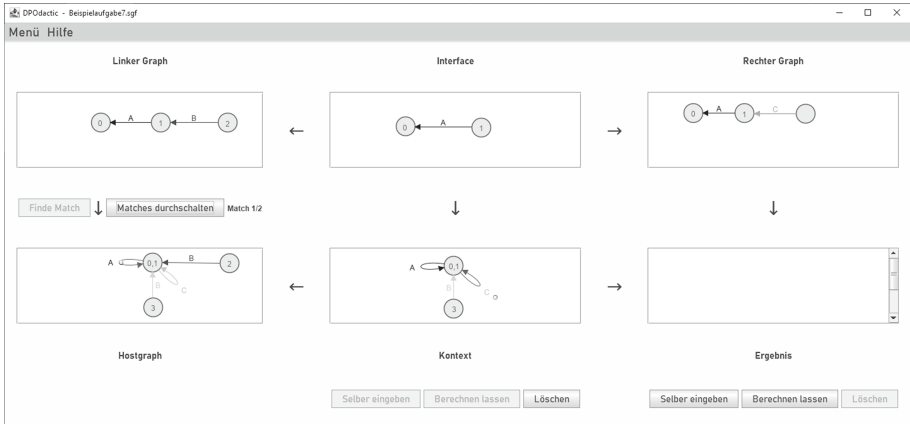 DPOdactic - Beispielaufgabe7.sgf
Menü Hilfe
Linker Graph
Interface
Rechter Graph
0 A 1 B 2
0 A 1
0 A 1 C
Finde Match
Matches durchschalten
Match 1/2
A 0,1 B 2
B C
3
A 0,1
B C
3
Hostgraph
Kontext
Ergebnis
Selber eingeben Berechnen lassen Löschen
Selber eingeben Berechnen lassen Löschen